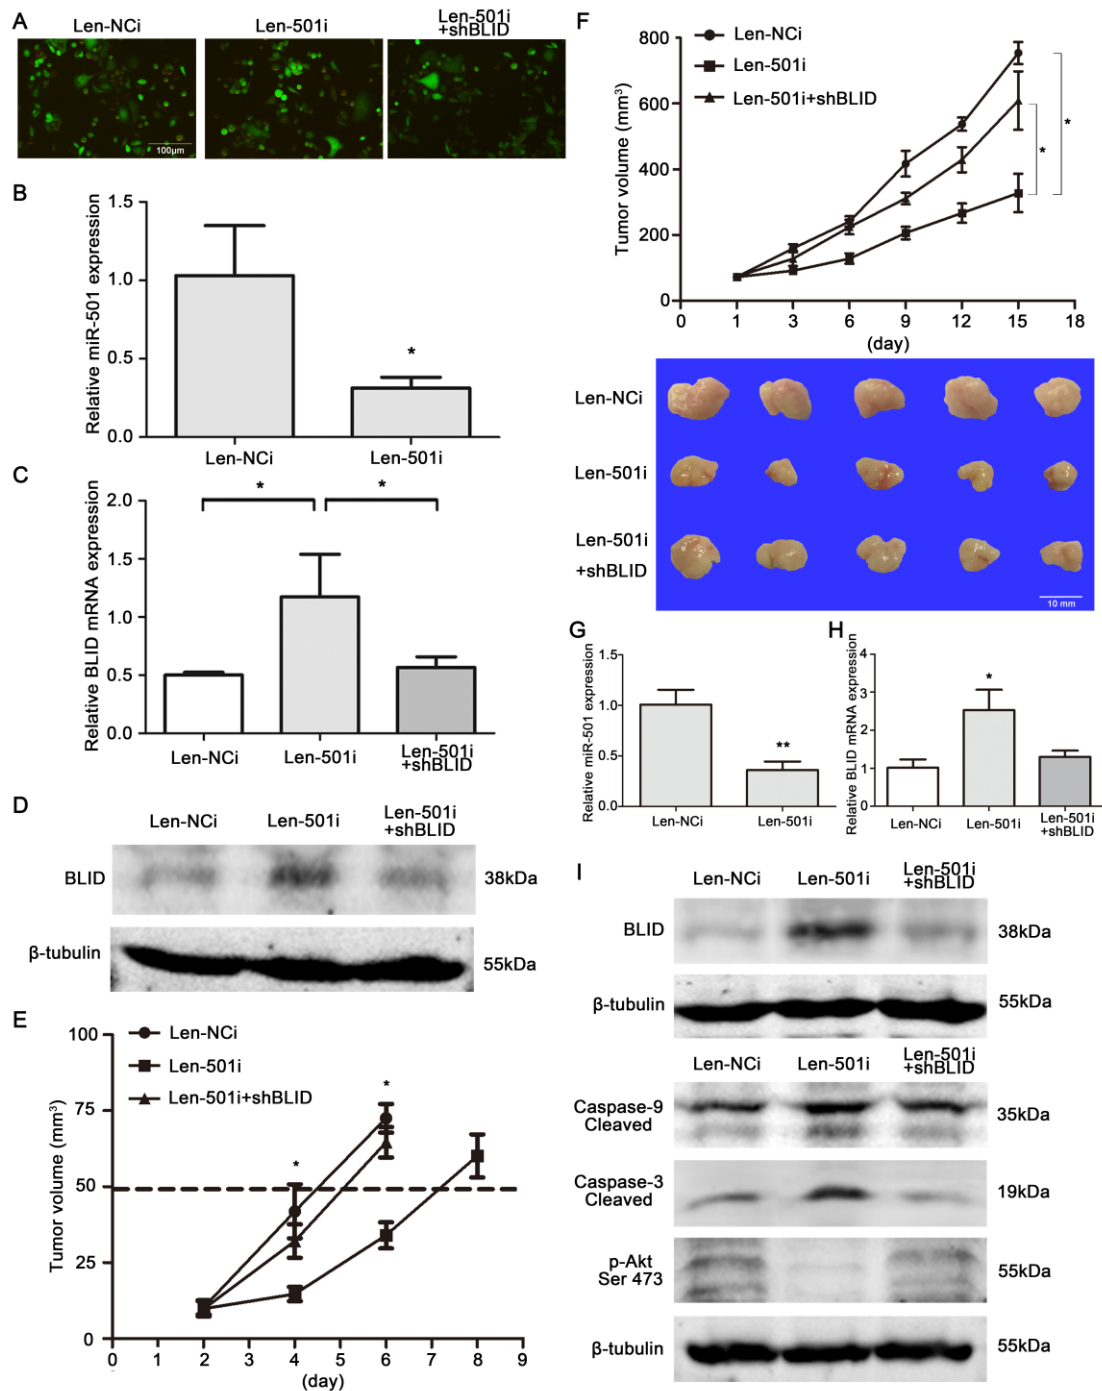 A
Len-NCi
Len-501i
Len-501i
+shBLID
100μm
B
Relative miR-501 expression
1.5
1.0
0.5
0.0
*
Len-NCi
Len-501i
C
Relative BLID mRNA expression
2.0
1.5
1.0
0.5
0.0
*
*
Len-NCi
Len-501i
Len-501i
+shBLID
D
Len-NCi
Len-501i
Len-501i
+shBLID
BLID
38kDa
β-tubulin
55kDa
E
Len-NCi
Len-501i
Len-501i+shBLID
Tumor volume (mm³)
100
75
50
25
0
*
*
0 1 2 3 4 5 6 7 8 9
(day)
F
Len-NCi
Len-501i
Len-501i+shBLID
Tumor volume (mm³)
800
600
400
200
0
*
*
0 1 3 6 9 12 15 18
(day)
Len-NCi
Len-501i
Len-501i
+shBLID
10 mm
G
Relative miR-501 expression
1.5
1.0
0.5
0.0
**
Len-NCi
Len-501i
H
Relative BLID mRNA expression
4
3
2
1
0
*
Len-NCi
Len-501i
Len-501i
+shBLID
I
Len-NCi
Len-501i
Len-501i
+shBLID
BLID
38kDa
β-tubulin
55kDa
Len-NCi
Len-501i
Len-501i
+shBLID
Caspase-9
Cleaved
35kDa
Caspase-3
Cleaved
19kDa
p-Akt
Ser 473
55kDa
β-tubulin
55kDa